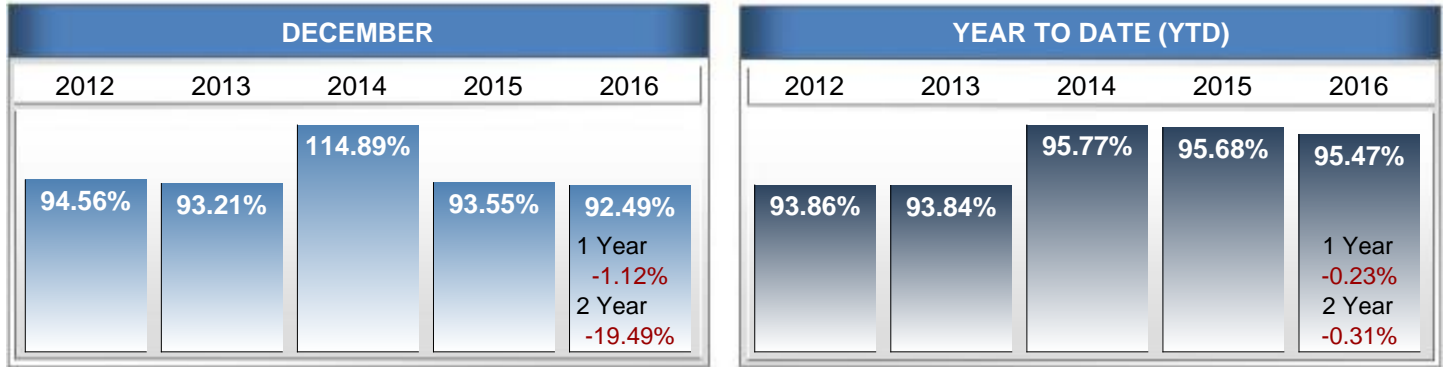 DECEMBER
2012 2013 2014 2015 2016
114.89%
94.56% 93.21% 93.55% 92.49%
1 Year
-1.12%
2 Year
-19.49%
YEAR TO DATE (YTD)
2012 2013 2014 2015 2016
95.77% 95.68% 95.47%
93.86% 93.84%
1 Year
-0.23%
2 Year
-0.31%